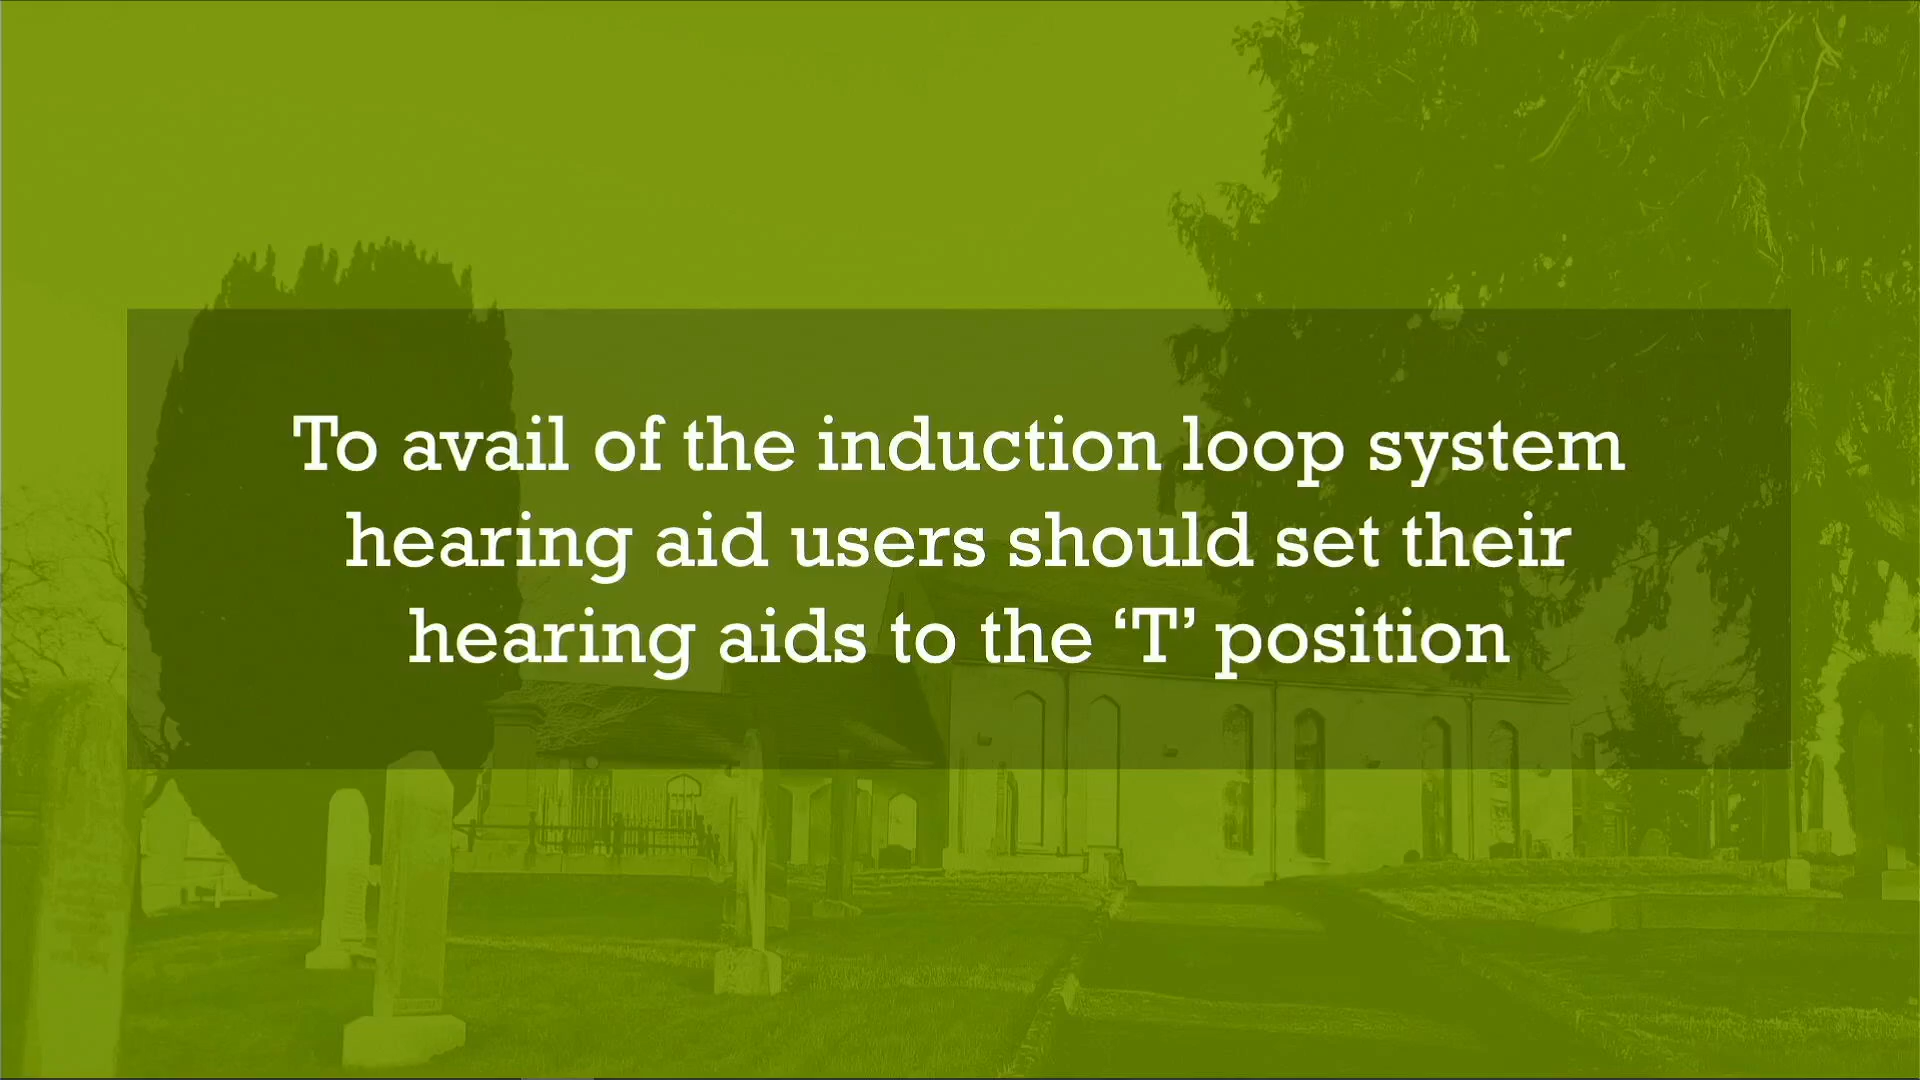 To avail of the induction loop system
hearing aid users should set their
hearing aids to the ‘T’ position